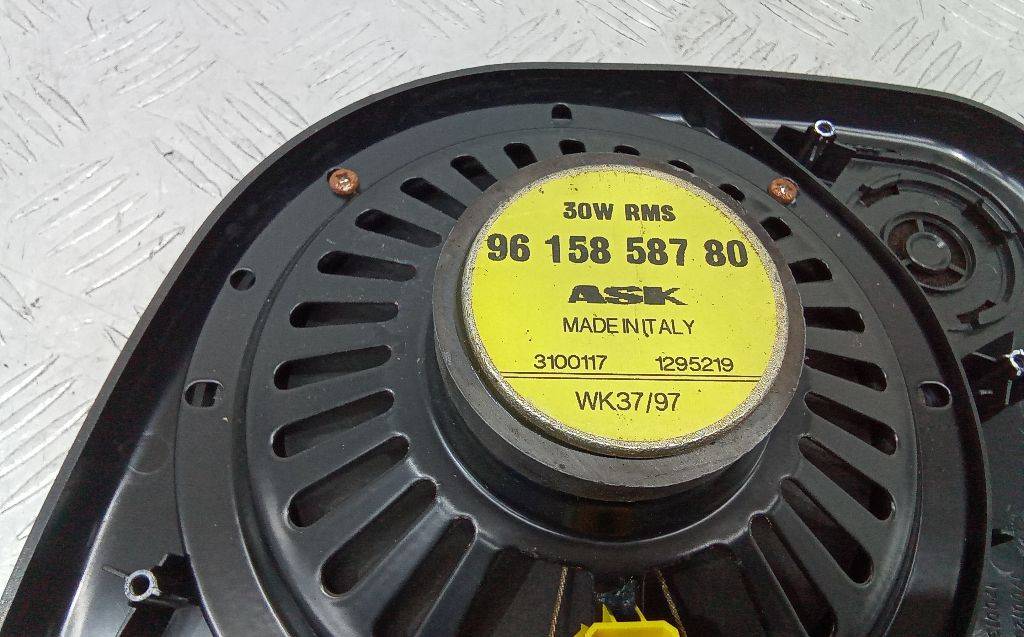 30W RMS
96 158 587 80
ASK
MADE IN ITALY
3100117 1295219
WK37/97